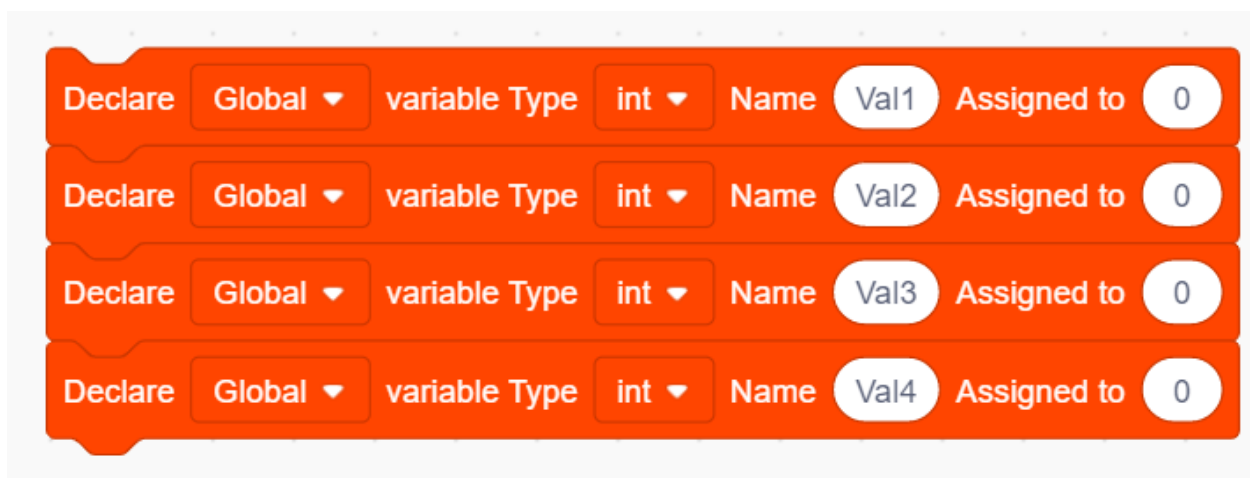 Declare Global variable Type int Name Val1 Assigned to 0
Declare Global variable Type int Name Val2 Assigned to 0
Declare Global variable Type int Name Val3 Assigned to 0
Declare Global variable Type int Name Val4 Assigned to 0